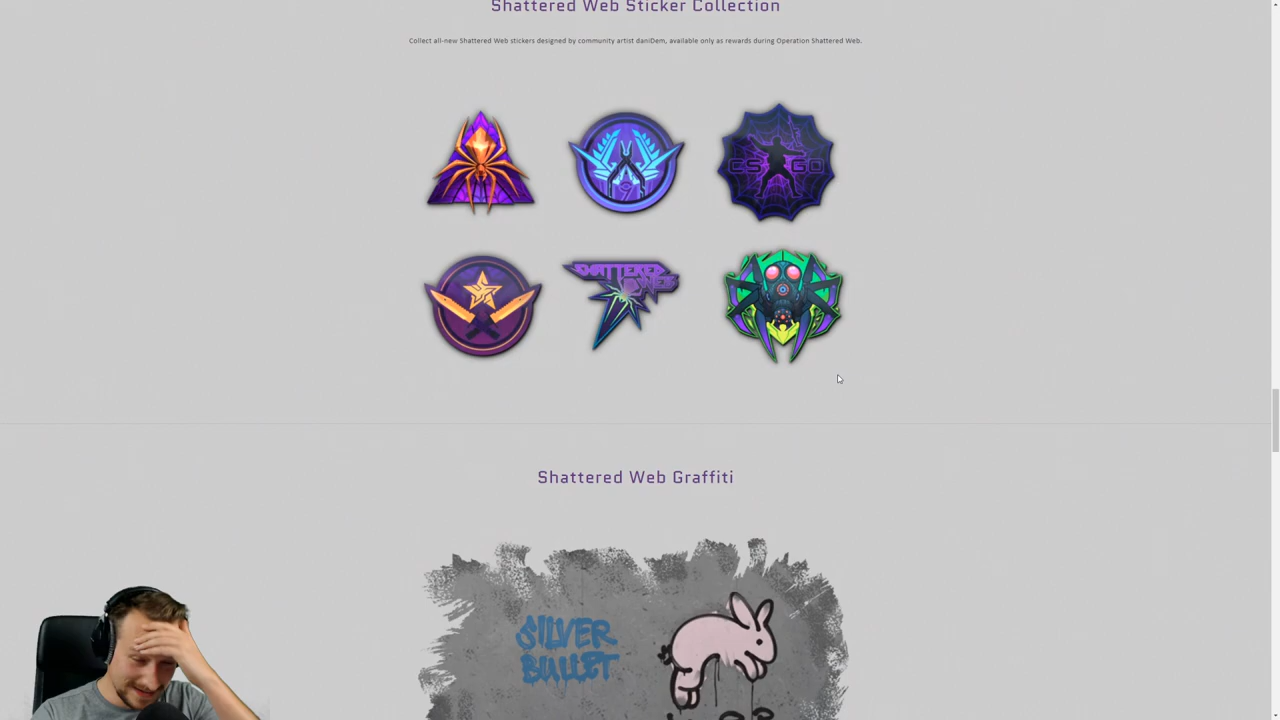 Shattered Web Sticker Collection
Collect all-new Shattered Web stickers designed by community artist daniDem, available only as rewards during Operation Shattered Web.
CS GO
SHATTERED
WEB
Shattered Web Graffiti
SILVER
BULLET